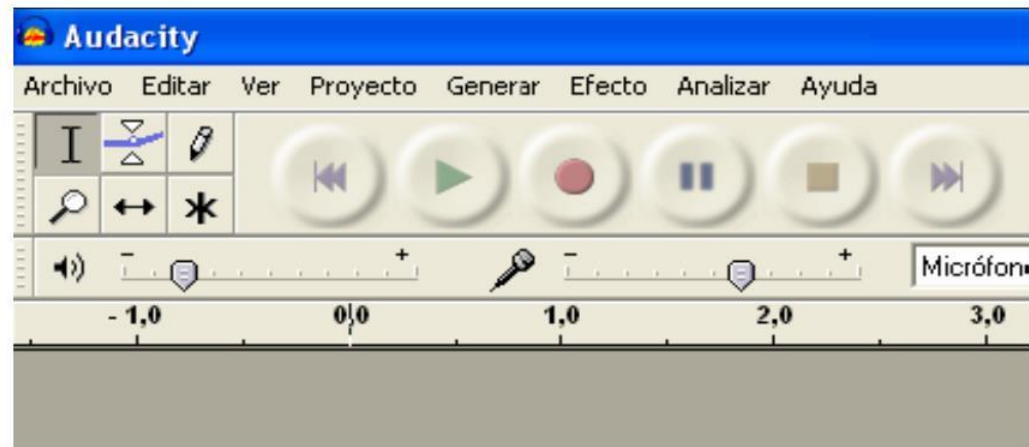 Audacity
Archivo Editar Ver Proyecto Generar Efecto Analizar Ayuda
- + - +
- 1,0 0,0 1,0 2,0 3,0